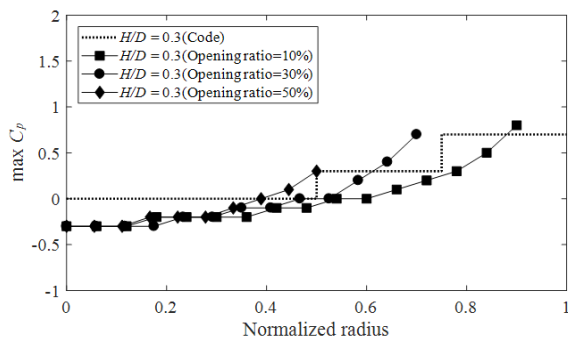 2
H/D = 0.3(Code)
H/D = 0.3(Opening ratio=10%)
H/D = 0.3(Opening ratio=30%)
H/D = 0.3(Opening ratio=50%)
1.5
1
0.5
0
-0.5
-1
max Cp
0 0.2 0.4 0.6 0.8 1
Normalized radius